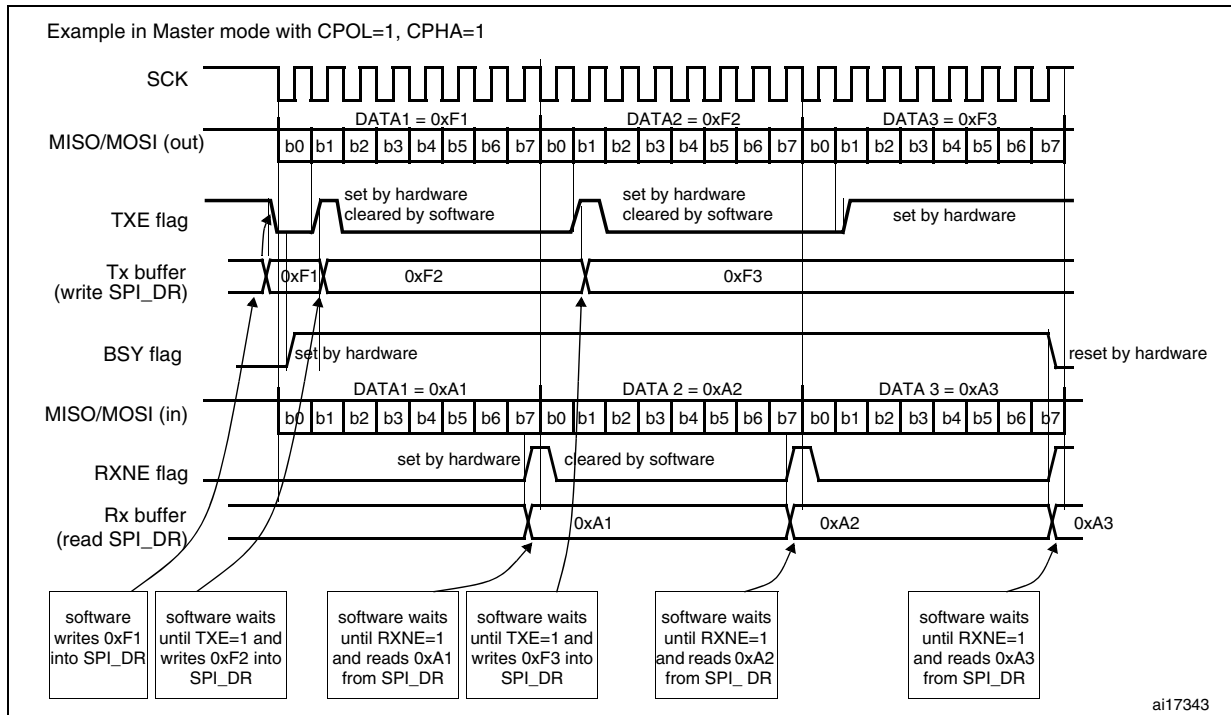 Example in Master mode with CPOL=1, CPHA=1
SCK
DATA1 = 0xF1
DATA2 = 0xF2
DATA3 = 0xF3
MISO/MOSI (out)
b0 b1 b2 b3 b4 b5 b6 b7 b0 b1 b2 b3 b4 b5 b6 b7 b0 b1 b2 b3 b4 b5 b6 b7
TXE flag
set by hardware
cleared by software
set by hardware
cleared by software
set by hardware
Tx buffer
(write SPI_DR)
0xF1
0xF2
0xF3
BSY flag
set by hardware
reset by hardware
DATA1 = 0xA1
DATA 2 = 0xA2
DATA 3 = 0xA3
MISO/MOSI (in)
b0 b1 b2 b3 b4 b5 b6 b7 b0 b1 b2 b3 b4 b5 b6 b7 b0 b1 b2 b3 b4 b5 b6 b7
RXNE flag
set by hardware
cleared by software
Rx buffer
(read SPI_DR)
0xA1
0xA2
0xA3
software
writes 0xF1
into SPI_DR
software waits
until TXE=1 and
writes 0xF2 into
SPI_DR
software waits
until RXNE=1
and reads 0xA1
from SPI_DR
software waits
until TXE=1 and
writes 0xF3 into
SPI_DR
software waits
until RXNE=1
and reads 0xA2
from SPI_ DR
software waits
until RXNE=1
and reads 0xA3
from SPI_DR
ai17343